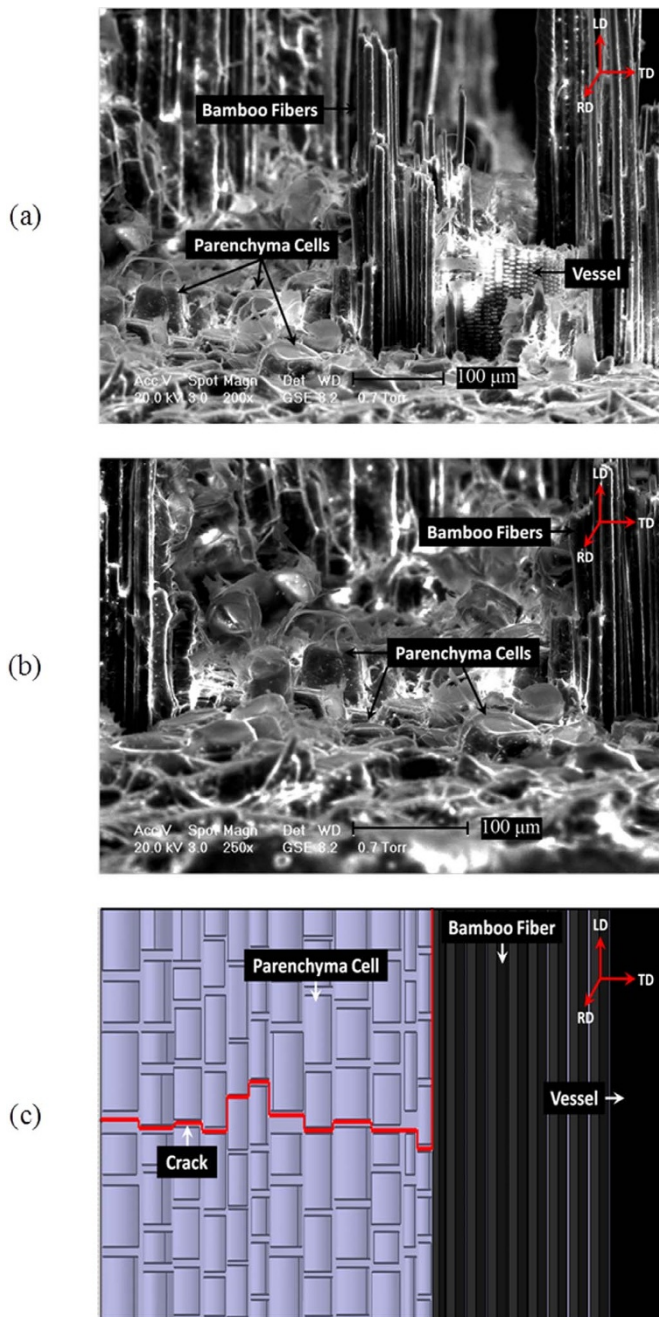 (a)
LD
TD
RD
Bamboo Fibers
Parenchyma Cells
Vessel
Acc.V Spot Magn Det WD
20.0 kV 3.0 200x GSE 8.2 0.7 Torr
100 μm
(b)
LD
TD
RD
Bamboo Fibers
Parenchyma Cells
Acc.V Spot Magn Det WD
20.0 kV 3.0 250x GSE 8.2 0.7 Torr
100 μm
(c)
Bamboo Fiber
LD
TD
RD
Parenchyma Cell
Vessel
Crack